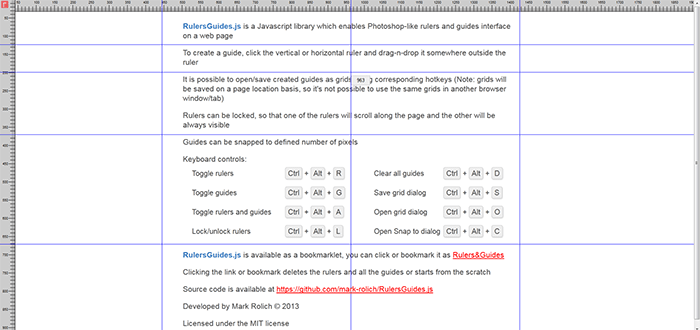 RulersGuides.js is a Javascript library which enables Photoshop-like rulers and guides interface
on a web page
To create a guide, click the vertical or horizontal ruler and drag-n-drop it somewhere outside the
ruler
It is possible to open/save created guides as grids 963 g corresponding hotkeys (Note: grids will
be saved on a page location basis, so it's not possible to use the same grids in another browser
window/tab)
Rulers can be locked, so that one of the rulers will scroll along the page and the other will be
always visible
Guides can be snapped to defined number of pixels
Keyboard controls:
Toggle rulers Ctrl + Alt + R Clear all guides Ctrl + Alt + D
Toggle guides Ctrl + Alt + G Save grid dialog Ctrl + Alt + S
Toggle rulers and guides Ctrl + Alt + A Open grid dialog Ctrl + Alt + O
Lock/unlock rulers Ctrl + Alt + L Open Snap to dialog Ctrl + Alt + C
RulersGuides.js is available as a bookmarklet, you can click or bookmark it as Rulers&Guides
Clicking the link or bookmark deletes the rulers and all the guides or starts from the scratch
Source code is available at https://github.com/mark-rolich/RulersGuides.js
Developed by Mark Rolich © 2013
Licensed under the MIT license